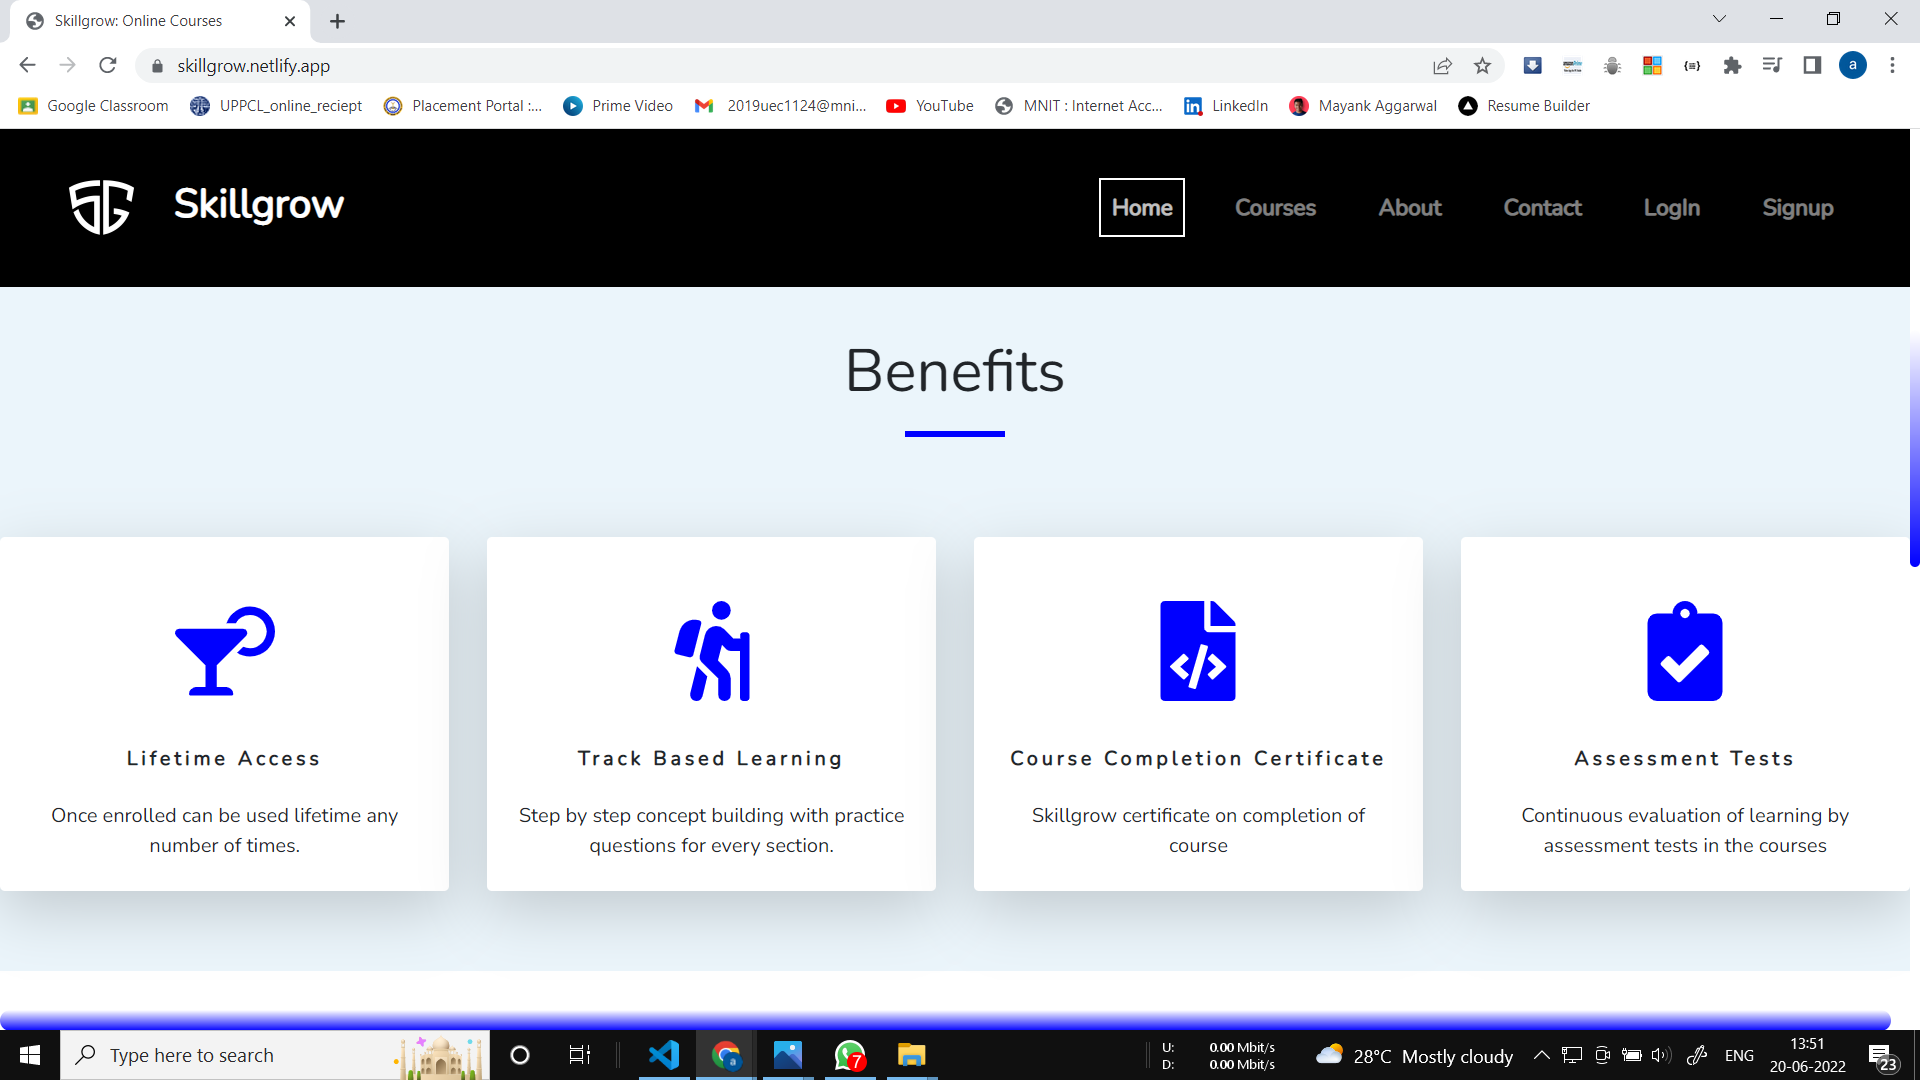 Skillgrow: Online Courses
skillgrow.netlify.app
a
Google Classroom
UPPCL_online_reciept
Placement Portal :...
Prime Video
2019uec1124@mni...
YouTube
MNIT : Internet Acc...
LinkedIn
Mayank Aggarwal
Resume Builder
SG
Skillgrow
Home
Courses
About
Contact
LogIn
Signup
Benefits
Lifetime Access
Once enrolled can be used lifetime any
number of times.
Track Based Learning
Step by step concept building with practice
questions for every section.
Course Completion Certificate
Skillgrow certificate on completion of
course
Assessment Tests
Continuous evaluation of learning by
assessment tests in the courses
Type here to search
a
7
U: 0.00 Mbit/s
D: 0.00 Mbit/s
28°C Mostly cloudy
ENG
13:51
20-06-2022
23